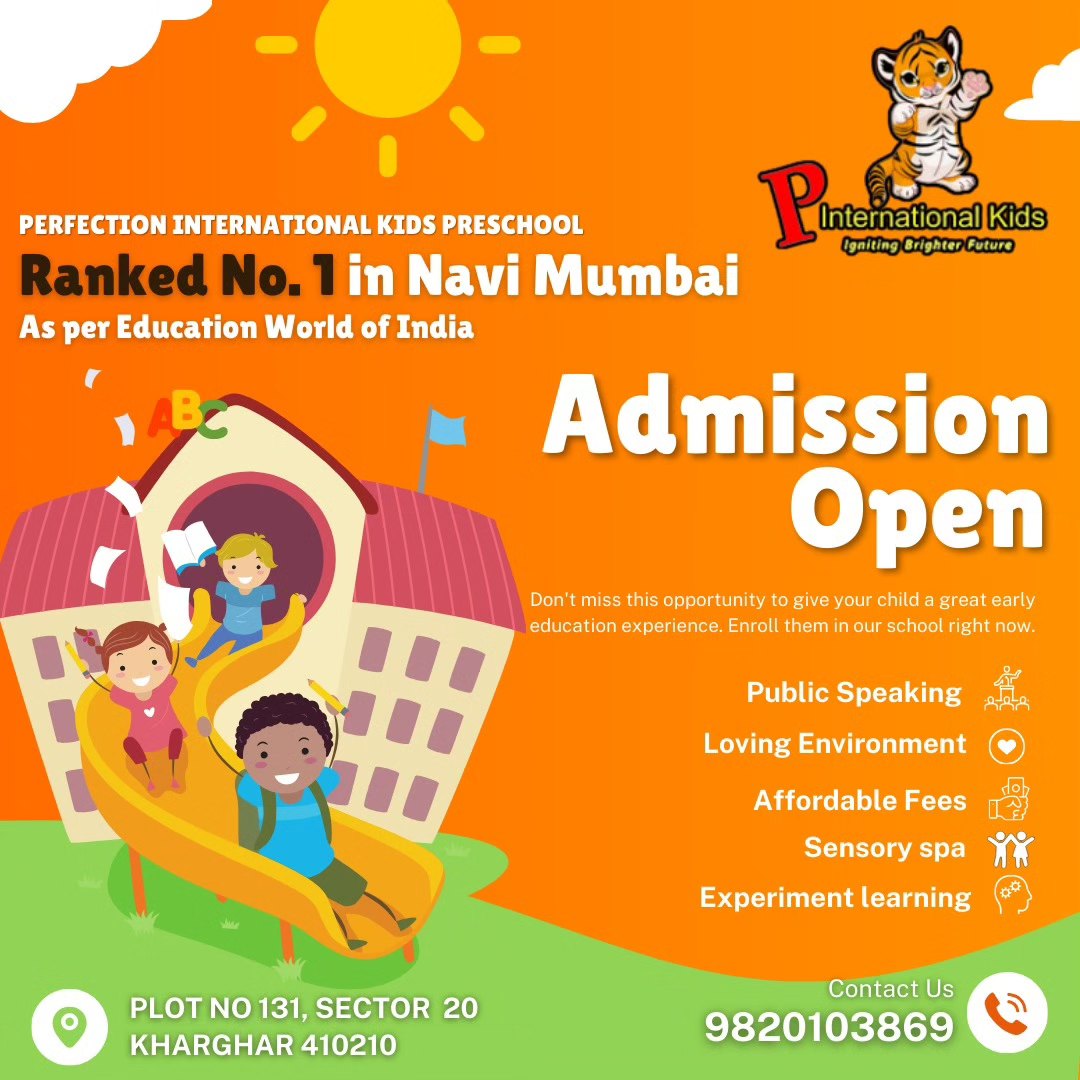 P
International Kids
Igniting Brighter Future
PERFECTION INTERNATIONAL KIDS PRESCHOOL
Ranked No. 1 in Navi Mumbai
As per Education World of India
ABC
Admission
Open
Don't miss this opportunity to give your child a great early
education experience. Enroll them in our school right now.
Public Speaking
Loving Environment
Affordable Fees
Sensory spa
Experiment learning
PLOT NO 131, SECTOR 20
KHARGHAR 410210
Contact Us
9820103869